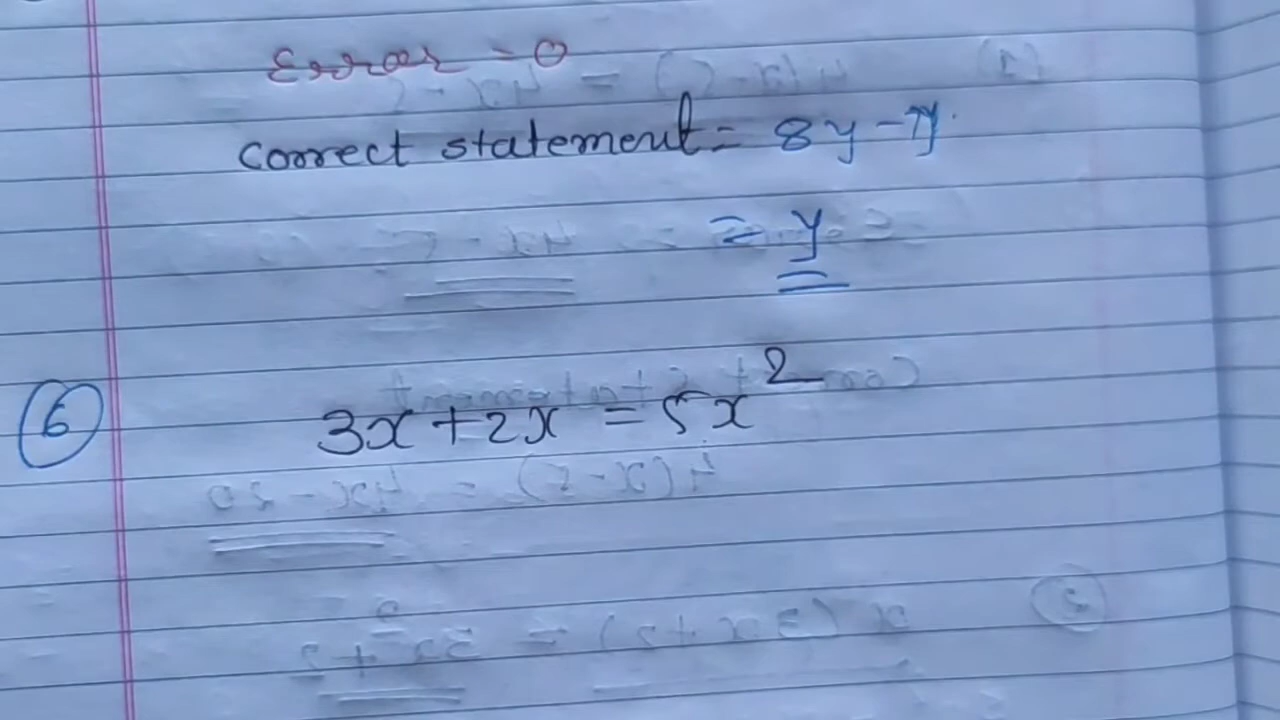 Error = 0
correct statement = 8y - 7y.
= y
6 3x + 2x = 5x²